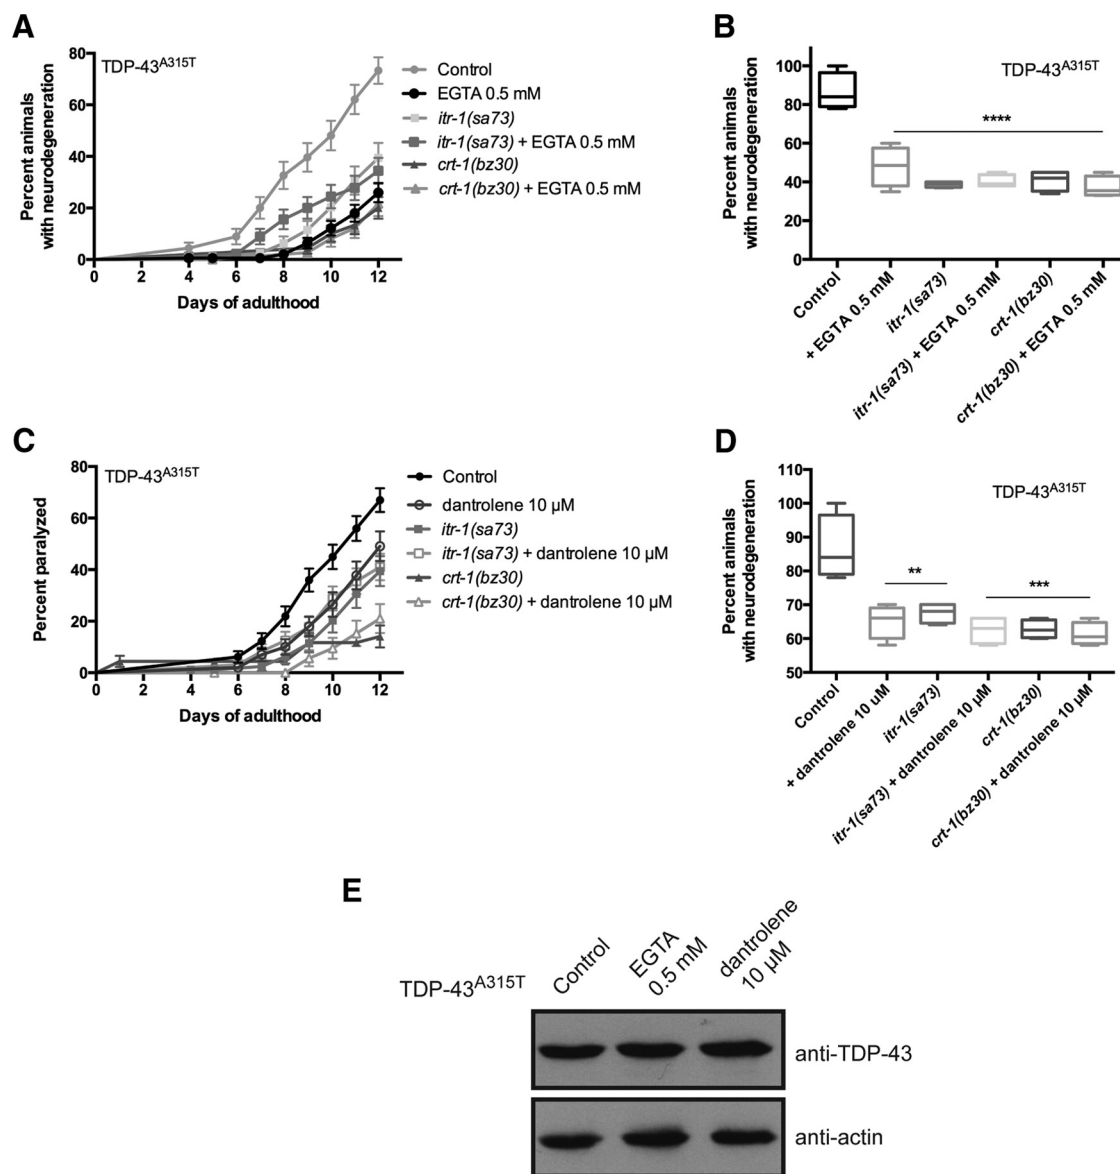 A
TDP-43A315T
Percent animals
with neurodegeneration
80
60
40
20
0
0 2 4 6 8 10 12
Days of adulthood
Control
EGTA 0.5 mM
itr-1(sa73)
itr-1(sa73) + EGTA 0.5 mM
crt-1(bz30)
crt-1(bz30) + EGTA 0.5 mM
B
TDP-43A315T
Percent animals
with neurodegeneration
100
80
60
40
20
0
****
Control
+ EGTA 0.5 mM
itr-1(sa73)
itr-1(sa73) + EGTA 0.5 mM
crt-1(bz30)
crt-1(bz30) + EGTA 0.5 mM
C
TDP-43A315T
Percent paralyzed
80
60
40
20
0
0 2 4 6 8 10 12
Days of adulthood
Control
dantrolene 10 µM
itr-1(sa73)
itr-1(sa73) + dantrolene 10 µM
crt-1(bz30)
crt-1(bz30) + dantrolene 10 µM
D
TDP-43A315T
Percent animals
with neurodegeneration
110
100
90
80
70
60
50
**
***
Control
+ dantrolene 10 uM
itr-1(sa73)
itr-1(sa73) + dantrolene 10 µM
crt-1(bz30)
crt-1(bz30) + dantrolene 10 µM
E
TDP-43A315T
Control
EGTA
0.5 mM
dantrolene
10 µM
anti-TDP-43
anti-actin